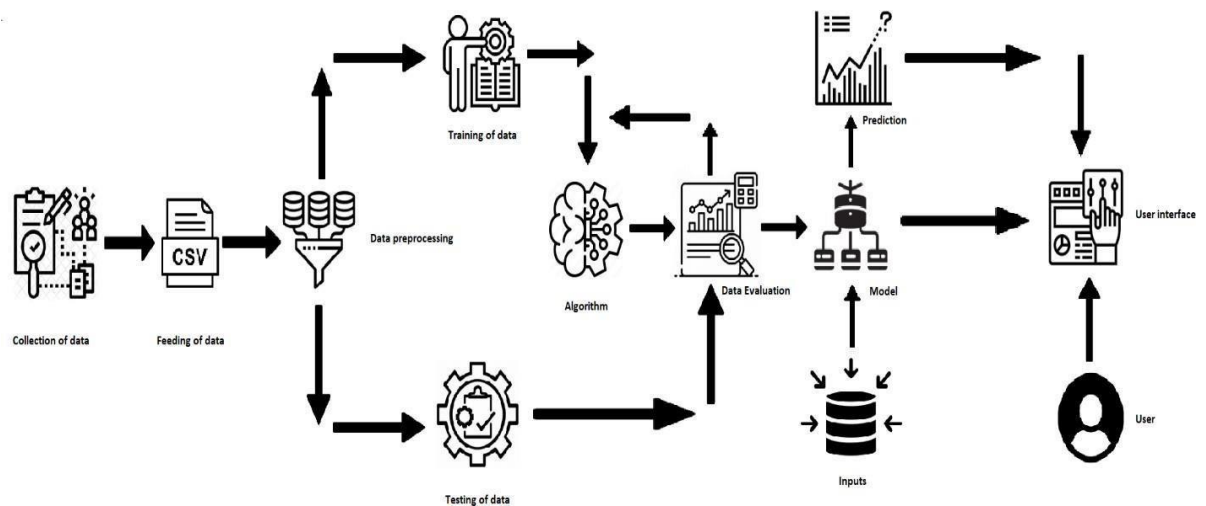 Training of data
Prediction
CSV
Data preprocessing
User interface
Collection of data
Feeding of data
Algorithm
Data Evaluation
Model
Testing of data
Inputs
User
?